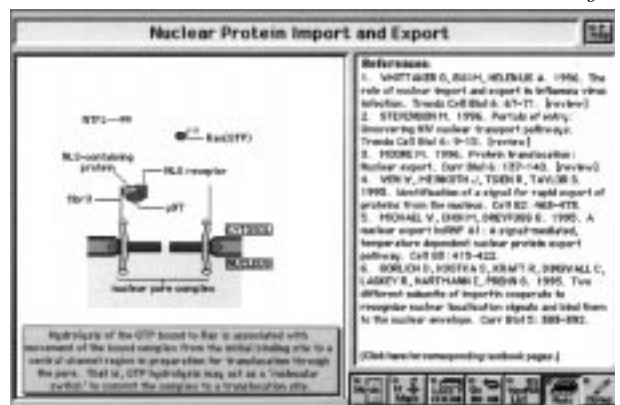 Nuclear Protein Import and Export
NTF2
Ran(GTP)
NLS-containing
protein
NLS receptor
fibril
p97
CYTOSOL
NUCLEUS
nuclear pore complex
Hydrolysis of the GTP bound to Ran is associated with
movement of the bound complex from the initial binding site to a
central channel region in preparation for translocation through
the pore. That is, GTP hydrolysis may act as a "molecular
switch" to commit the complex to a translocation site.
References
1. WHITTAKER G, BUI M, HELENIUS A. 1996. The
role of nuclear import and export in influenza virus
infection. Trends Cell Biol 6: 67-71. [review]
2. STEVENSON M. 1996. Portals of entry:
Uncovering HIV nuclear transport pathways.
Trends Cell Biol 6: 9-15. [review]
3. MOORE M. 1996. Protein translocation:
Nuclear export. Curr Biol 6: 137-140. [review]
4. WEN W, MEINKOTH J, TSIEN R, TAYLOR S.
1995. Identification of a signal for rapid export of
proteins from the nucleus. Cell 82: 463-473.
5. MICHAEL W, CHOI M, DREYFUSS G. 1995. A
nuclear export in hnRNP A1: a signal-mediated,
temperature dependent nuclear protein export
pathway. Cell 83: 415-422.
6. GORLICH D, KOSTKA S, KRAFT R, DINGWALL C,
LASKEY R, HARTMANN E, PREHN S. 1995. Two
different subunits of importin cooperate to
recognize nuclear localization signals and bind them
to the nuclear envelope. Curr Biol 5: 383-392.
(Click here for corresponding textbook pages.)